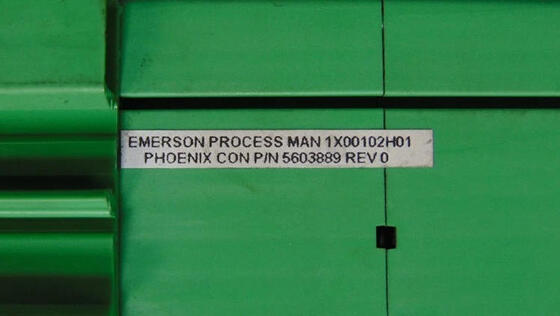 EMERSON PROCESS MAN 1X00102H01
PHOENIX CON P/N 5603889 REV 0